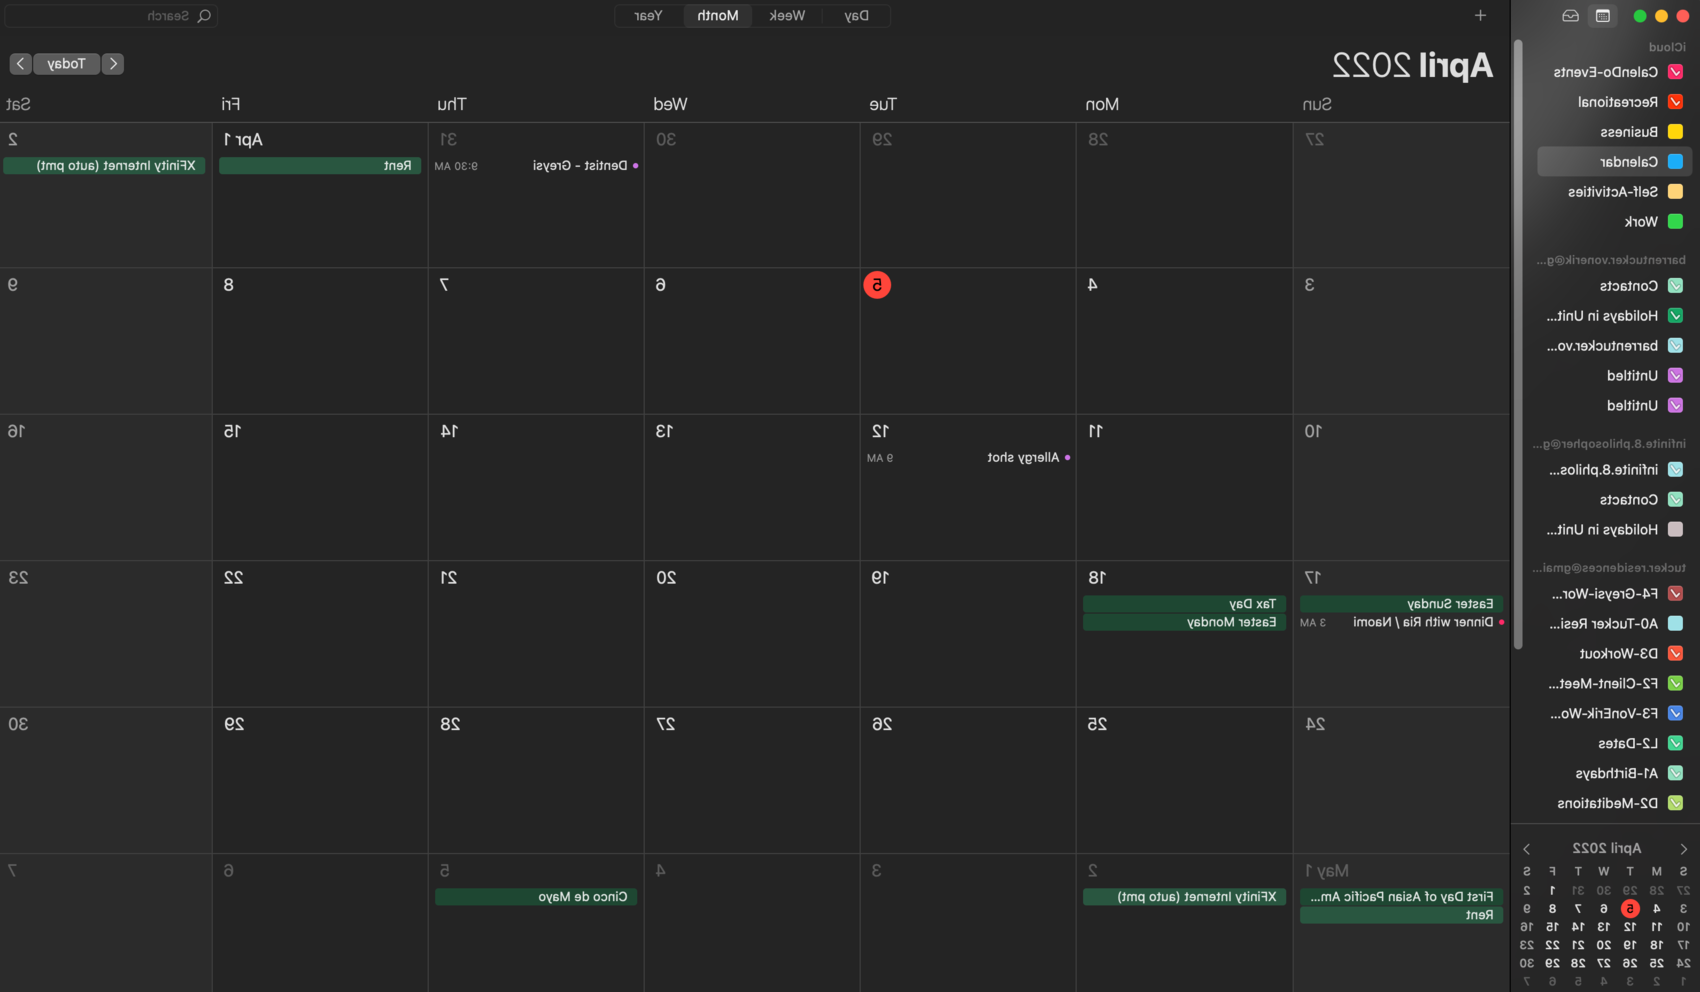 iCloud
CalenDo-Events
Recreational
Business
Calendar
Self-Activities
Work
barrentucker.vonerik@g...
Contacts
Holidays in Unit...
barrentucker.vo...
Untitled
Untitled
infinite.8.philosopher@g...
infinite.8.philos...
Contacts
Holidays in Unit...
tucker.residences@gmai...
F4-Greysi-Wor...
A0-Tucker Resi...
D3-Workout
F2-Client-Meet...
F3-VonErik-Wo...
L2-Dates
A1-Birthdays
D2-Meditations
April 2022
S M T W T F S
27 28 29 30 31 1 2
3 4 5 6 7 8 9
10 11 12 13 14 15 16
17 18 19 20 21 22 23
24 25 26 27 28 29 30
1 2 3 4 5 6 7
+ Day Week Month Year Search
April 2022 Today
Sun Mon Tue Wed Thu Fri Sat
27 28 29 30 31 Apr 1 2
Dentist - Greysi 9:30 AM Rent XFinity Internet (auto pmt)
3 4 5 6 7 8 9
10 11 12 13 14 15 16
Allergy shot 9 AM
17 18 19 20 21 22 23
Easter Sunday Tax Day
Dinner with Ria / Naomi 3 AM Easter Monday
24 25 26 27 28 29 30
May 1 2 3 4 5 6 7
First Day of Asian Pacific Am... XFinity Internet (auto pmt) Cinco de Mayo
Rent